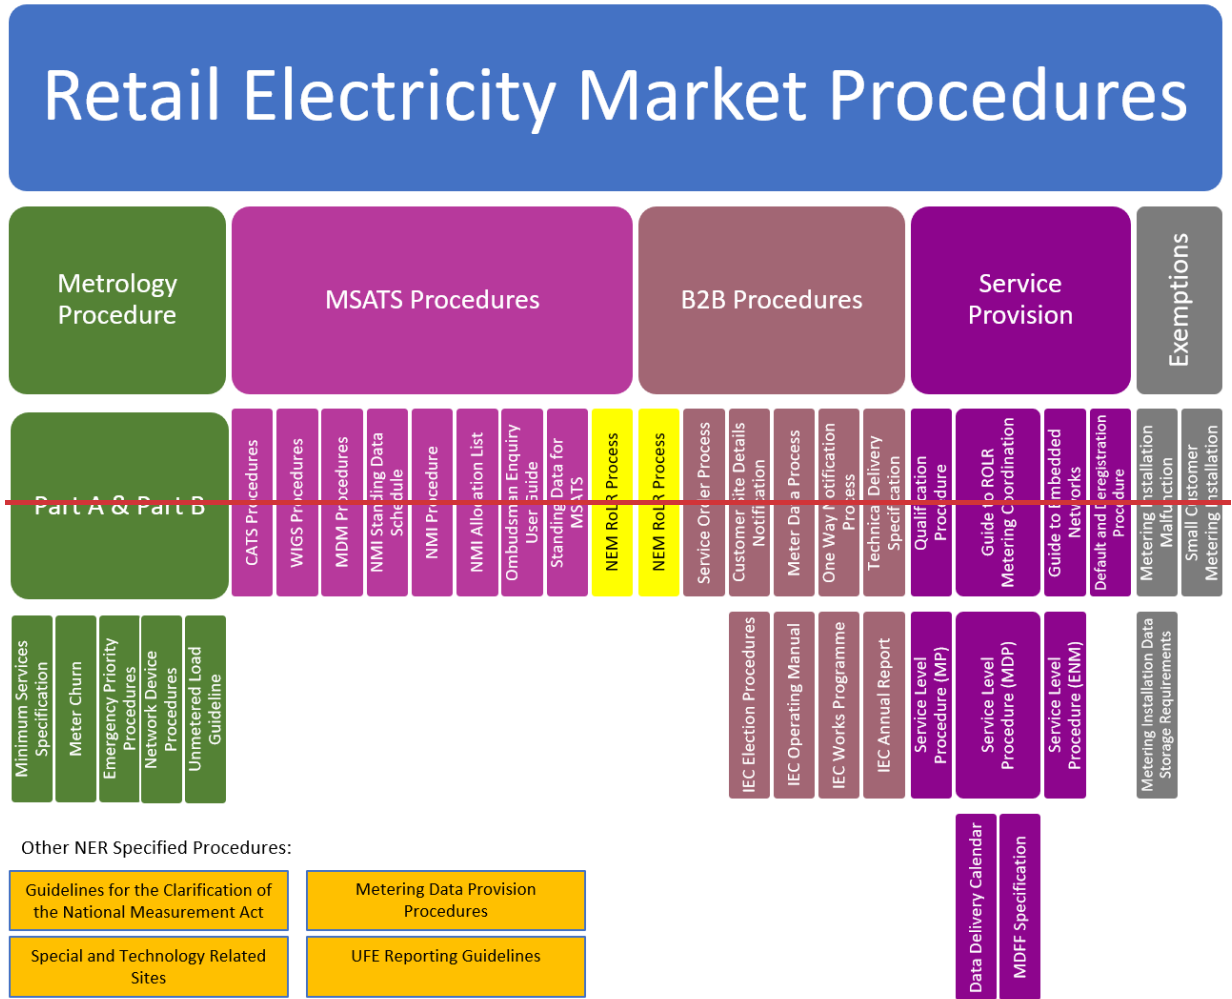 Retail Electricity Market Procedures
Metrology
Procedure
MSATS Procedures
B2B Procedures
Service
Provision
Exemptions
Part A & Part B
CATS Procedures
WIGS Procedures
MDM Procedures
NMI Standing Data
Schedule
NMI Procedure
NMI Allocation List
Ombudsman Enquiry
User Guide
Standing Data for
MSATS
NEM RoLR Process
NEM RoLR Process
Service Order Process
Customer Site Details
Notification
Meter Data Process
One Way Notification
Process
Technical Delivery
Specification
Qualification
Procedure
Guide to ROLR
Metering Coordination
Guide to Embedded
Networks
Default and Deregistration
Procedure
Metering Installation
Malfunction
Small Customer
Metering Installation
Minimum Services
Specification
Meter Churn
Emergency Priority
Procedures
Network Device
Procedures
Unmetered Load
Guideline
IEC Election Procedures
IEC Operating Manual
IEC Works Programme
IEC Annual Report
Service Level
Procedure (MP)
Service Level
Procedure (MDP)
Service Level
Procedure (ENM)
Metering Installation Data
Storage Requirements
Data Delivery Calendar
MDFF Specification
Other NER Specified Procedures:
Guidelines for the Clarification of
the National Measurement Act
Metering Data Provision
Procedures
Special and Technology Related
Sites
UFE Reporting Guidelines